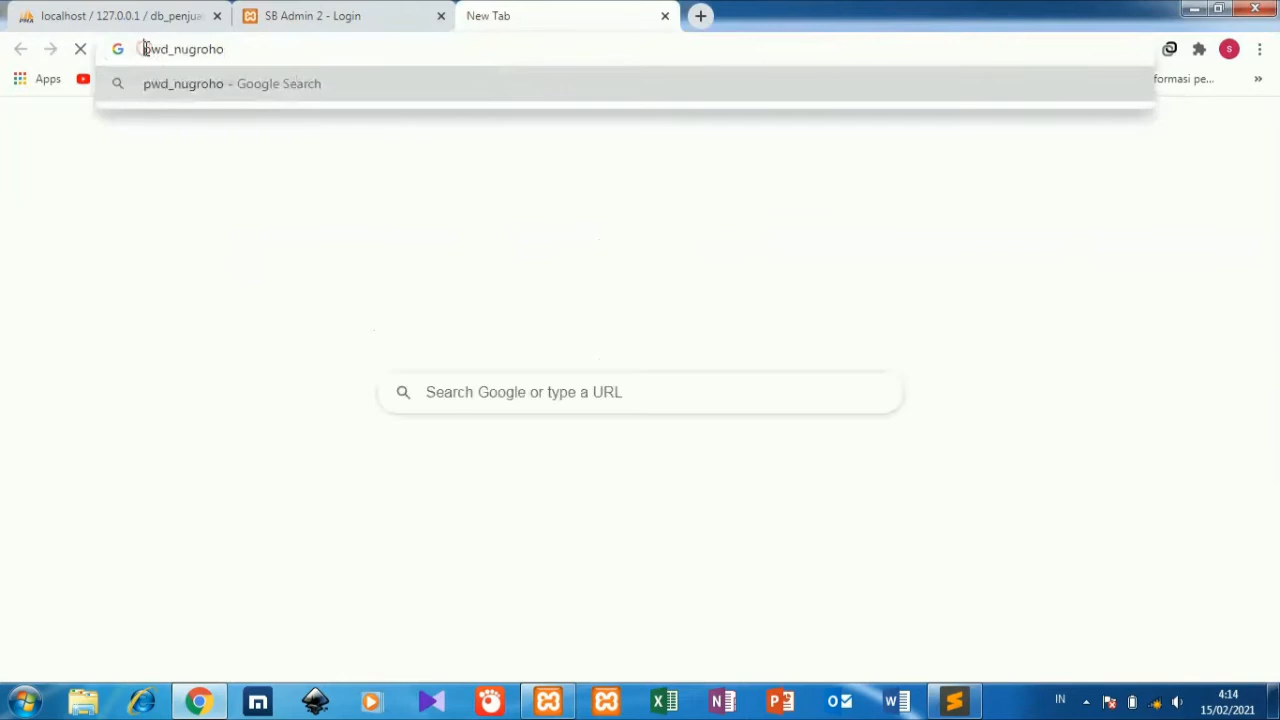 localhost / 127.0.0.1 / db_penjua
SB Admin 2 - Login
New Tab
pwd_nugroho
S
pwd_nugroho - Google Search
Apps
formasi pe...
»
Search Google or type a URL
IN
4:14
15/02/2021